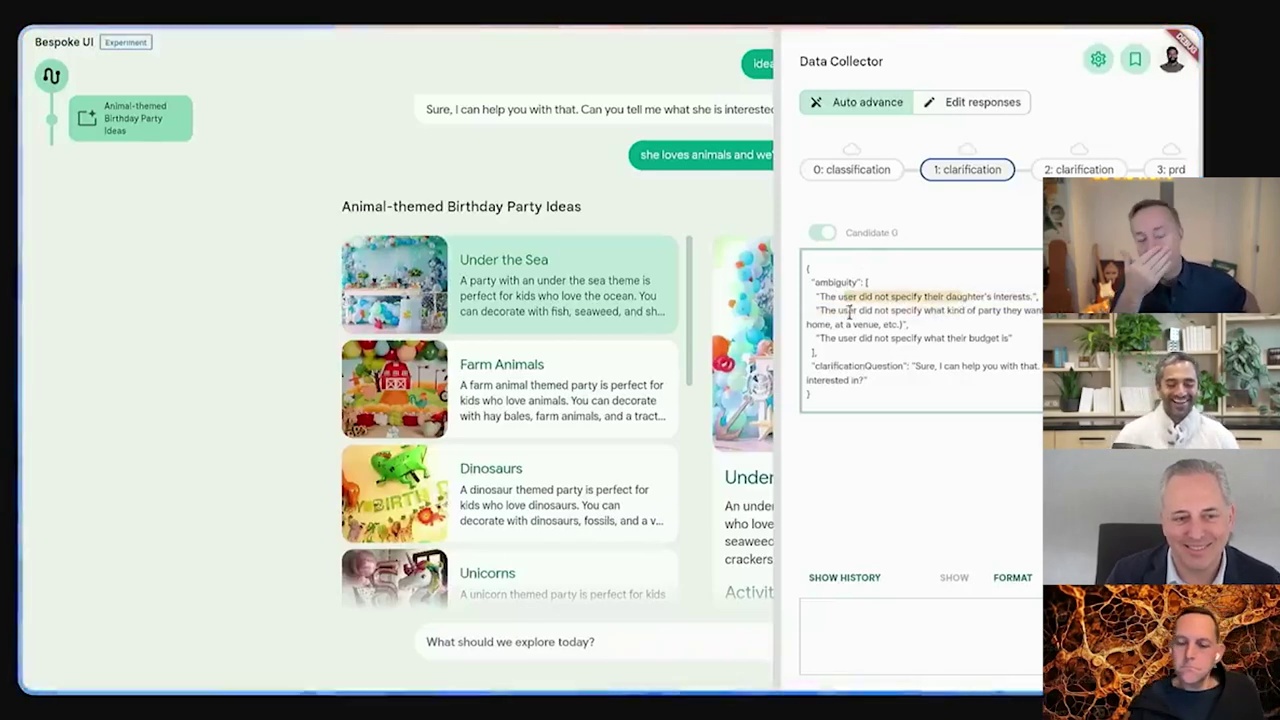 Bespoke UI
Experiment
Animal-themed
Birthday Party
Ideas
idea
Sure, I can help you with that. Can you tell me what she is interested
she loves animals and we'
Animal-themed Birthday Party Ideas
Under the Sea
A party with an under the sea theme is
perfect for kids who love the ocean. You
can decorate with fish, seaweed, and sh...
Farm Animals
A farm animal themed party is perfect for
kids who love animals. You can decorate
with hay bales, farm animals, and a tract...
Dinosaurs
A dinosaur themed party is perfect for
kids who love dinosaurs. You can
decorate with dinosaurs, fossils, and a v...
Unicorns
A unicorn themed party is perfect for kids
Under
An unde
who love
seaweed
crackers
Activit
What should we explore today?
Data Collector
DEBUG
Auto advance
Edit responses
0: classification
1: clarification
2: clarification
3: prd
Candidate 0
{
"ambiguity": [
"The user did not specify their daughter's interests.",
"The user did not specify what kind of party they want
home, at a venue, etc.)",
"The user did not specify what their budget is"
],
"clarificationQuestion": "Sure, I can help you with that.
interested in?"
}
SHOW HISTORY
SHOW
FORMAT